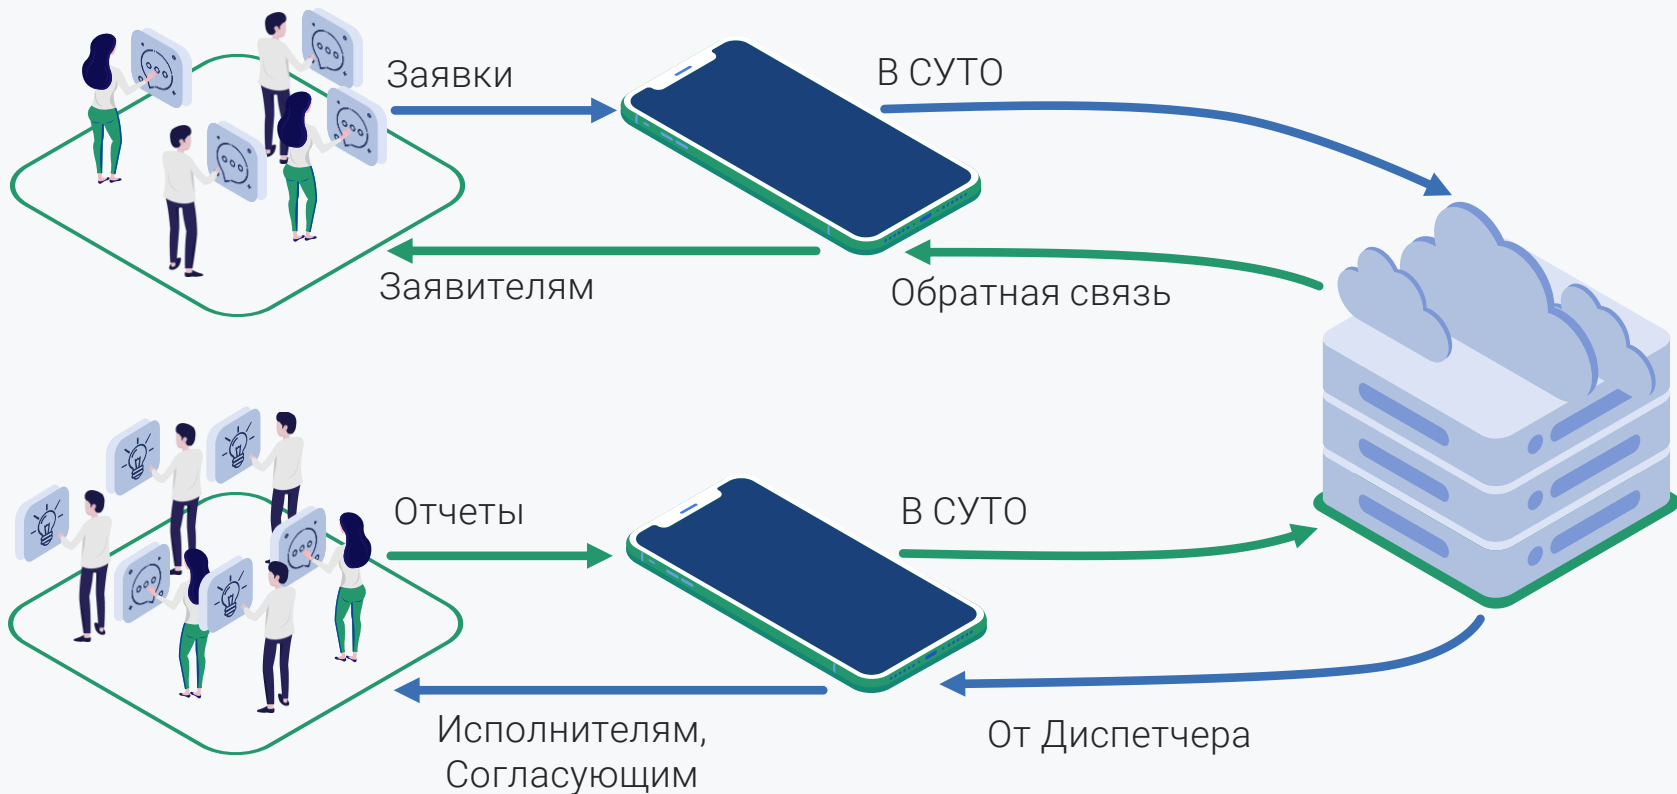 Заявки
В СУТО
Заявителям
Обратная связь
Отчеты
В СУТО
Исполнителям,
Согласующим
От Диспетчера